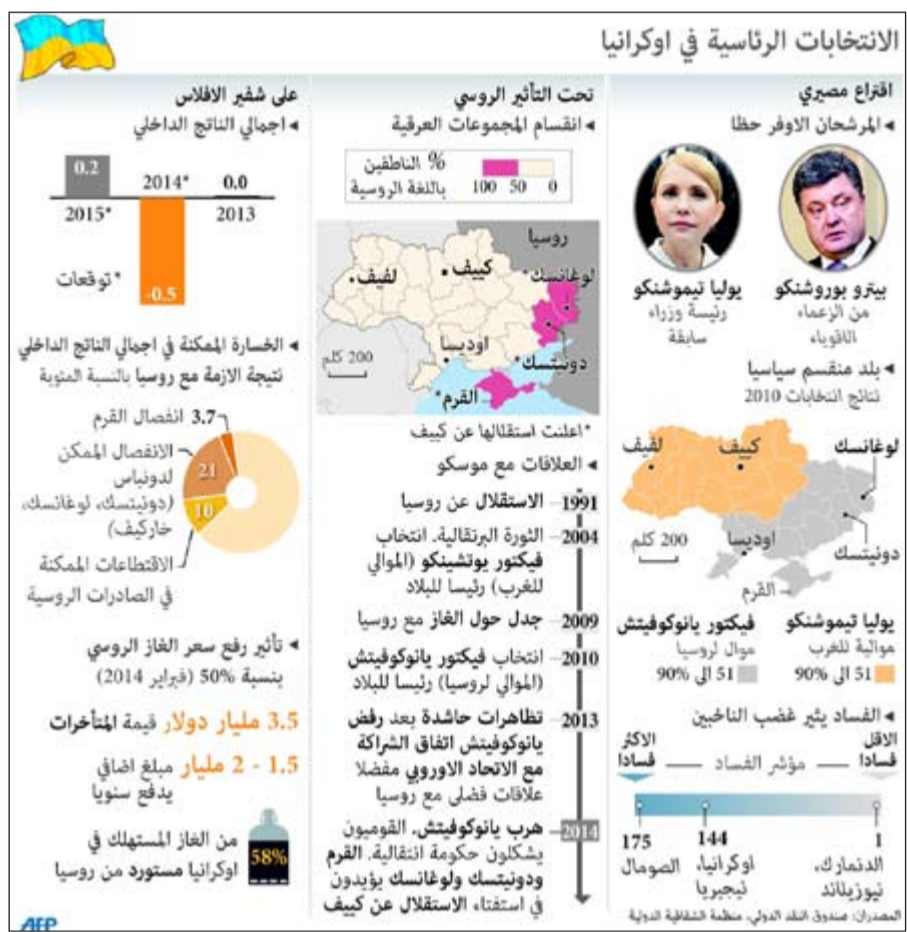 الانتخابات الرئاسية في اوكرانيا
اقتراع مصيري
◂ المرشحان الاوفر حظا
بيترو بوروشنكو
من الزعماء
الاقوياء
يوليا تيموشنكو
رئيسة وزراء
سابقة
◂ بلد منقسم سياسيا
نتائج انتخابات 2010
لوغانسك
كييف
لفيف
اوديسا
دونيتسك
القرم
200 كلم
يوليا تيموشنكو
موالية للغرب
51 الى 90%
فيكتور يانوكوفيتش
موال لروسيا
51 الى 90%
◂ الفساد يثير غضب الناخبين
الاقل
فسادا
مؤشر الفساد
الاكثر
فسادا
1
الدنمارك،
نيوزيلاند
144
اوكرانيا،
نيجيريا
175
الصومال
المصدران: صندوق النقد الدولي، منظمة الشفافية الدولية
تحت التأثير الروسي
◂ انقسام المجموعات العرقية
% الناطقين
باللغة الروسية
0 50 100
روسيا
لوغانسك*
كييف
لفيف
اوديسا
دونيتسك*
القرم*
200 كلم
*اعلنت استقلالها عن كييف
◂ العلاقات مع موسكو
1991 الاستقلال عن روسيا
2004 الثورة البرتقالية. انتخاب
فيكتور يوتشينكو (الموالي
للغرب) رئيسا للبلاد
2009 جدل حول الغاز مع روسيا
2010 انتخاب فيكتور يانوكوفيتش
(الموالي لروسيا) رئيسا للبلاد
2013 تظاهرات حاشدة بعد رفض
يانوكوفيتش اتفاق الشراكة
مع الاتحاد الاوروبي مفضلا
علاقات فضلى مع روسيا
2014 هرب يانوكوفيتش. القوميون
يشكلون حكومة انتقالية. القرم
ودونيتسك ولوغانسك يؤيدون
في استفتاء الاستقلال عن كييف
على شفير الافلاس
◂ اجمالي الناتج الداخلي
0.0
2013
2014*
-0.5
0.2
2015*
*توقعات
◂ الخسارة الممكنة في اجمالي الناتج الداخلي
نتيجة الازمة مع روسيا بالنسبة المئوية
3.7 انفصال القرم
21
الانفصال الممكن
لدونباس
(دونيتسك، لوغانسك،
خاركيف)
10
الاقتطاعات الممكنة
في الصادرات الروسية
◂ تأثير رفع سعر الغاز الروسي
بنسبة 50% (فبراير 2014)
3.5 مليار دولار قيمة المتأخرات
1.5 - 2 مليار مبلغ اضافي
يدفع سنويا
58%
من الغاز المستهلك في
اوكرانيا مستورد من روسيا
AFP